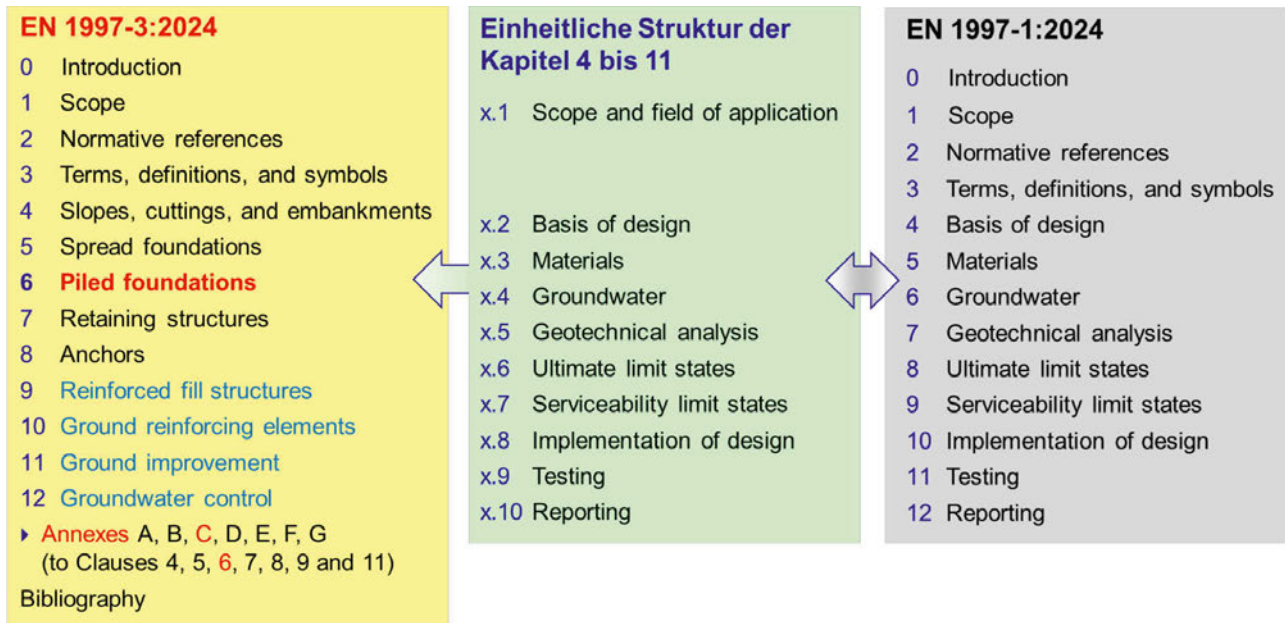 EN 1997-3:2024
0 Introduction
1 Scope
2 Normative references
3 Terms, definitions, and symbols
4 Slopes, cuttings, and embankments
5 Spread foundations
6 Piled foundations
7 Retaining structures
8 Anchors
9 Reinforced fill structures
10 Ground reinforcing elements
11 Ground improvement
12 Groundwater control
Annexes A, B, C, D, E, F, G
(to Clauses 4, 5, 6, 7, 8, 9 and 11)
Bibliography
Einheitliche Struktur der
Kapitel 4 bis 11
x.1 Scope and field of application
x.2 Basis of design
x.3 Materials
x.4 Groundwater
x.5 Geotechnical analysis
x.6 Ultimate limit states
x.7 Serviceability limit states
x.8 Implementation of design
x.9 Testing
x.10 Reporting
EN 1997-1:2024
0 Introduction
1 Scope
2 Normative references
3 Terms, definitions, and symbols
4 Basis of design
5 Materials
6 Groundwater
7 Geotechnical analysis
8 Ultimate limit states
9 Serviceability limit states
10 Implementation of design
11 Testing
12 Reporting